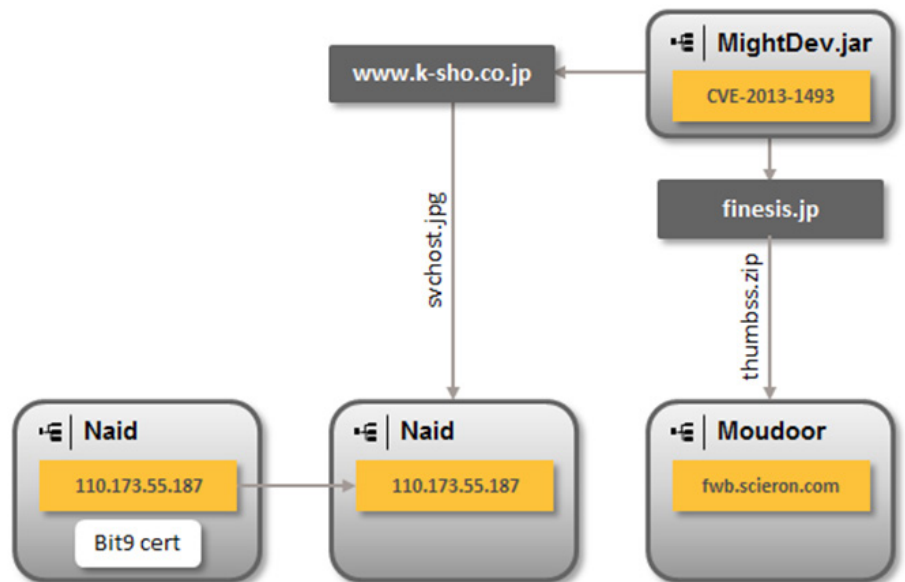 MightDev.jar
www.k-sho.co.jp
CVE-2013-1493
finesis.jp
svchost.jpg
thumbss.zip
Naid
Naid
Moudoor
110.173.55.187
110.173.55.187
fwb.scieron.com
Bit9 cert